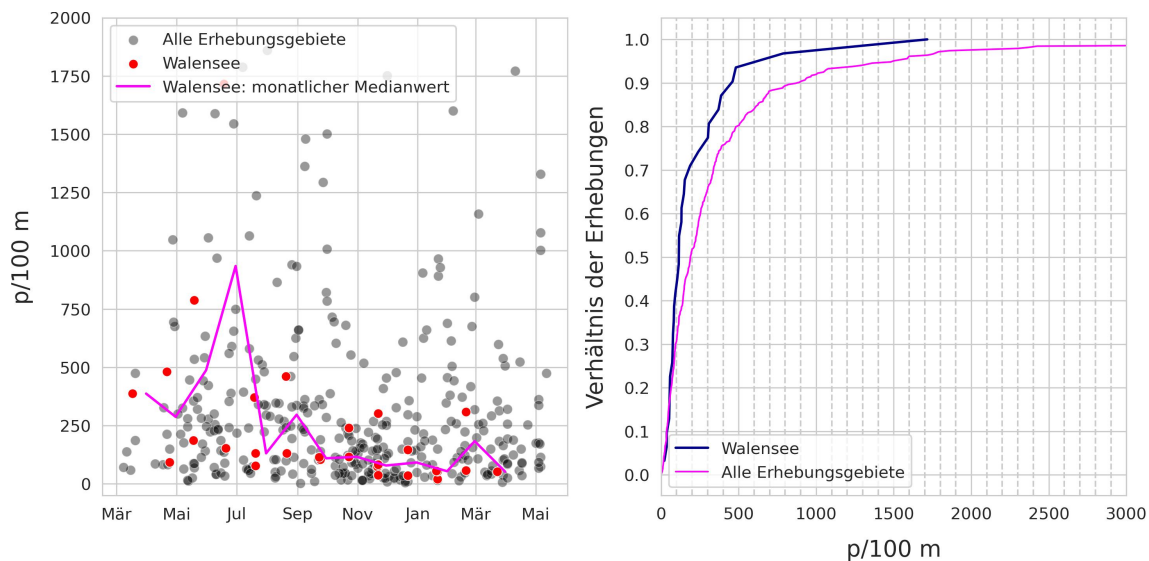 2000
1750
1500
1250
1000
750
500
250
0
p/100 m
Alle Erhebungsgebiete
Walensee
Walensee: monatlicher Medianwert
Mär
Mai
Jul
Sep
Nov
Jan
Mär
Mai
1.0
0.9
0.8
0.7
0.6
0.5
0.4
0.3
0.2
0.1
0.0
Verhältnis der Erhebungen
Walensee
Alle Erhebungsgebiete
0
500
1000
1500
2000
2500
3000
p/100 m